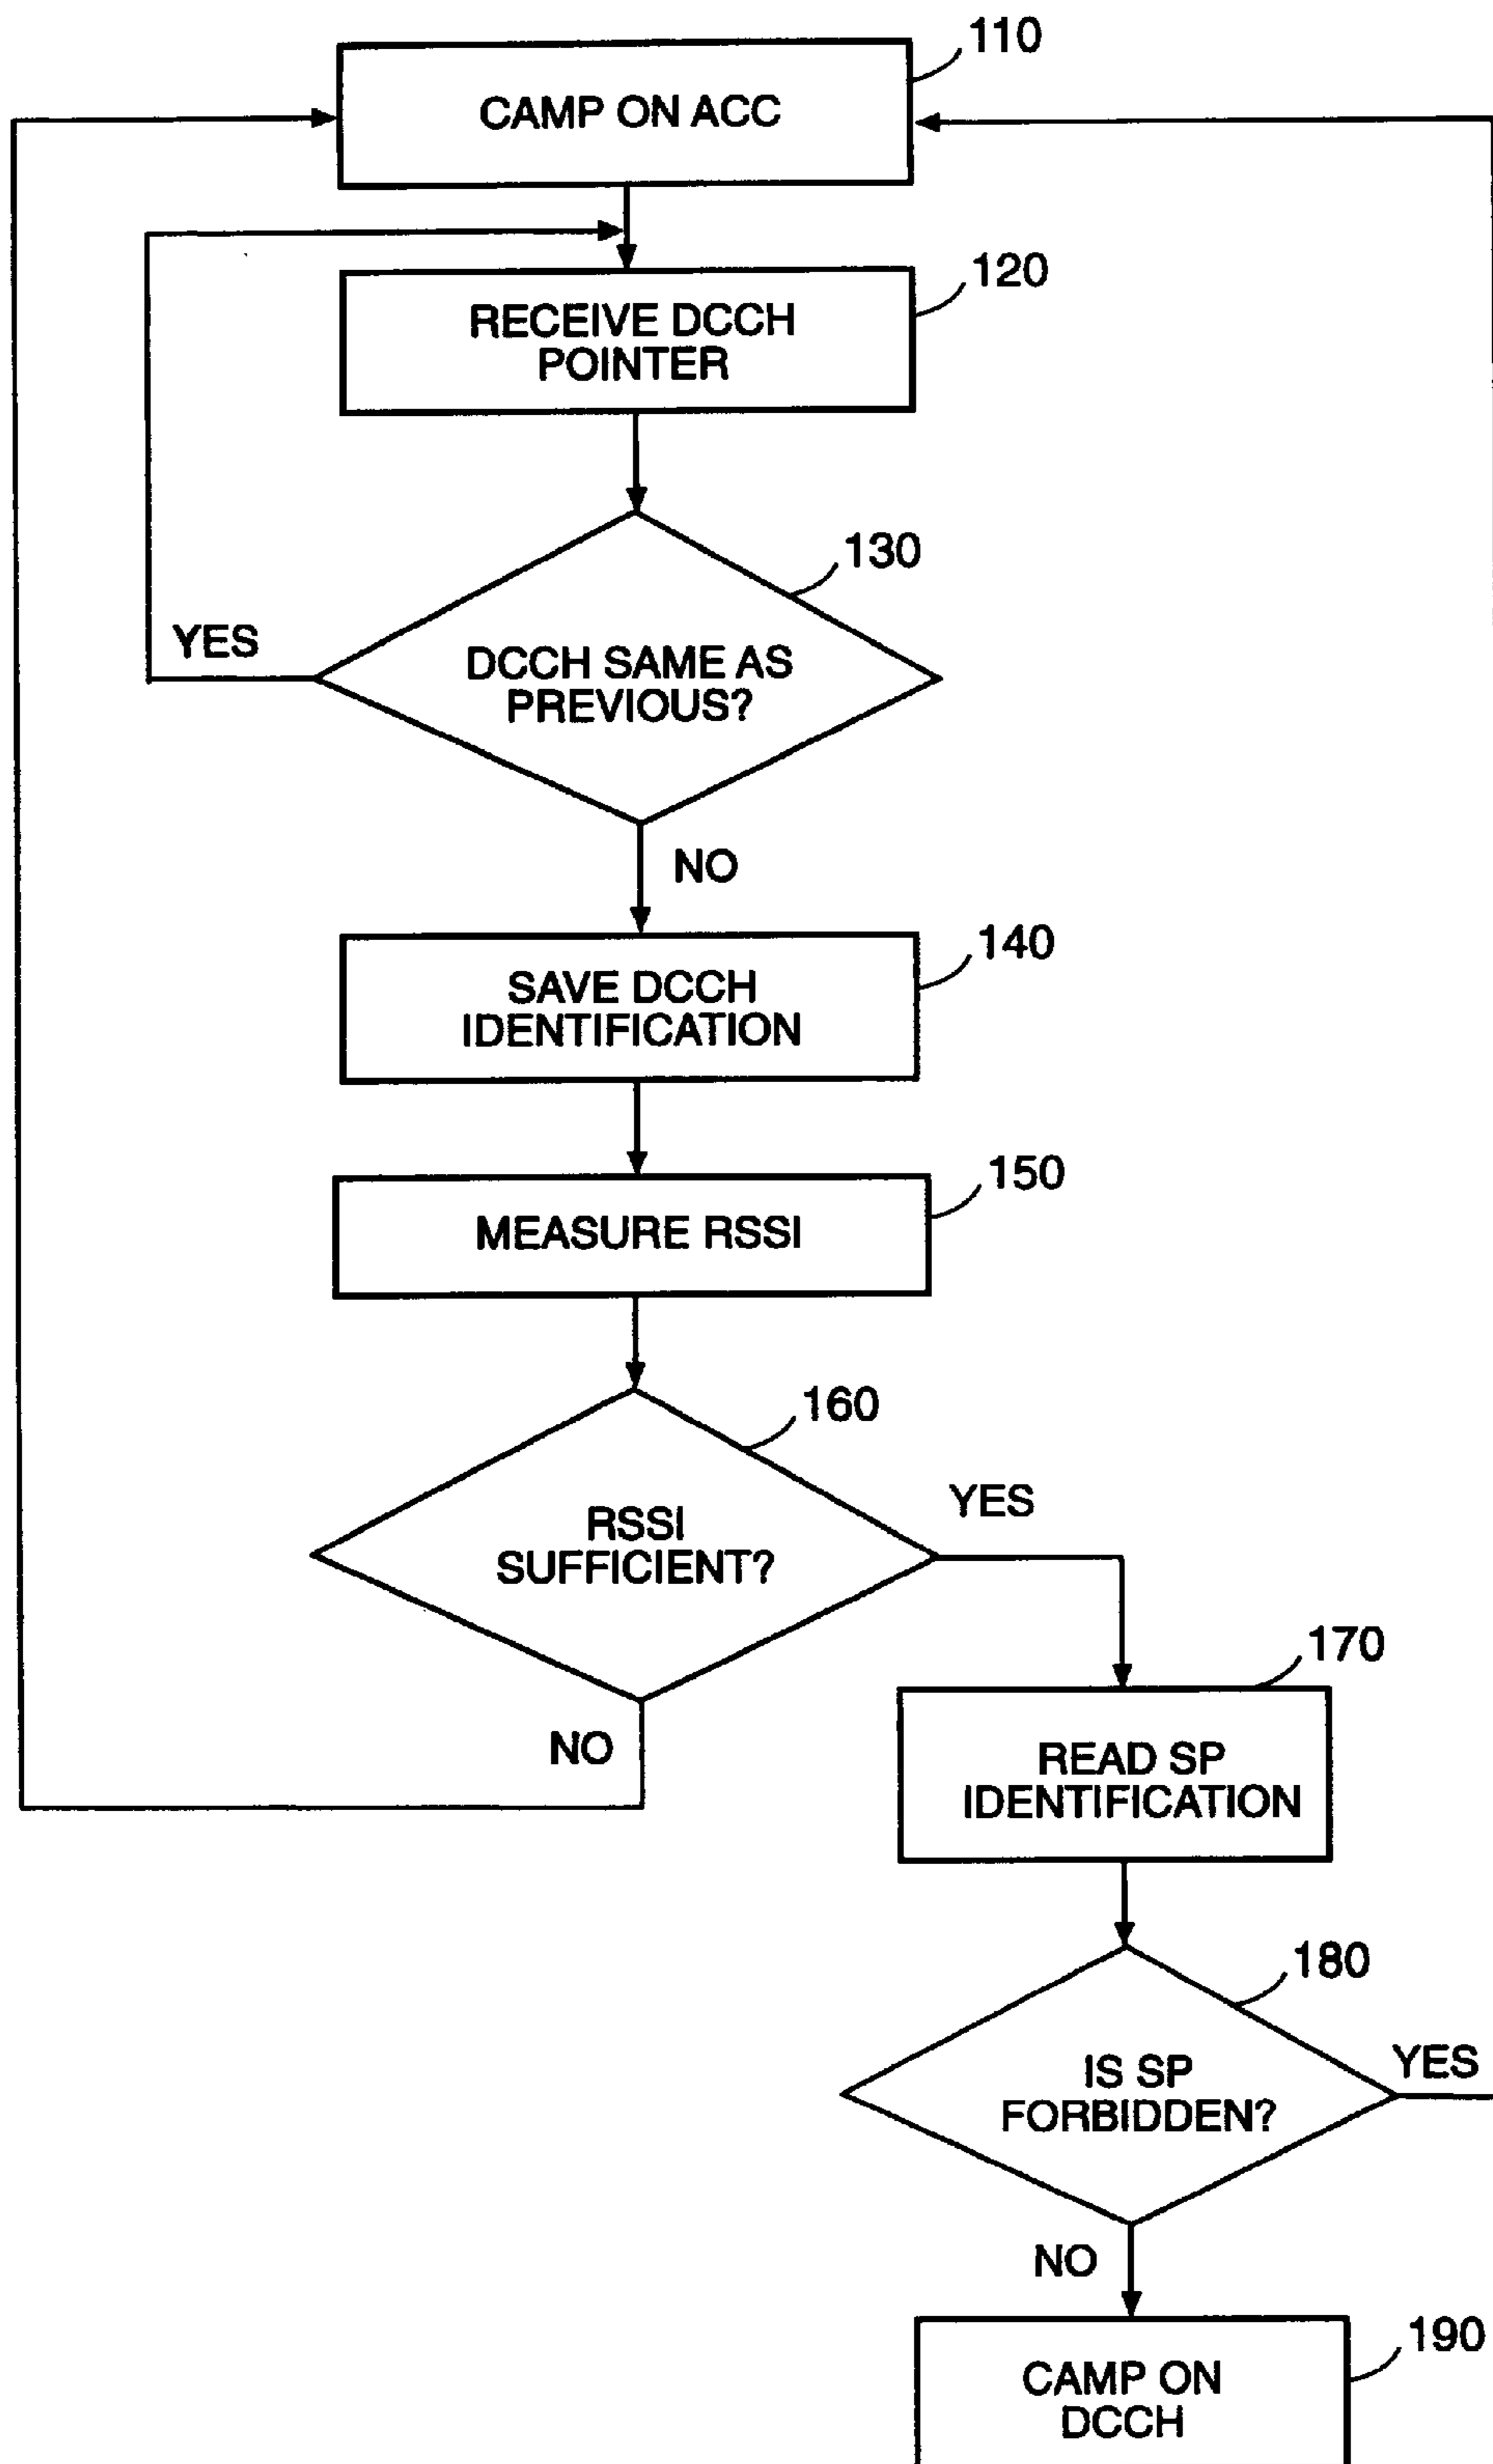 110
CAMP ON ACC
120
RECEIVE DCCH
POINTER
130
YES
DCCH SAME AS
PREVIOUS?
NO
140
SAVE DCCH
IDENTIFICATION
150
MEASURE RSSI
160
YES
RSSI
SUFFICIENT?
170
NO
READ SP
IDENTIFICATION
180
YES
IS SP
FORBIDDEN?
NO
190
CAMP ON
DCCH